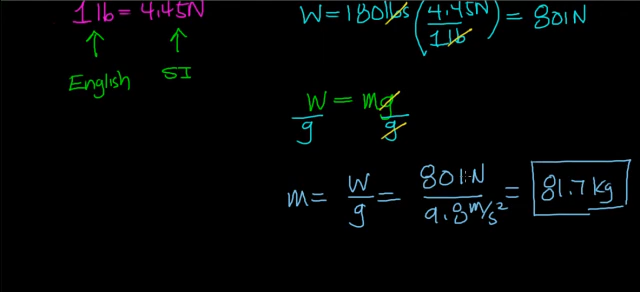 1 lb = 4.45N
English SI
W = 180 lbs (4.45N / 1 lb) = 801N
W/g = mg/g
m = W/g = 801 N / 9.8 m/s² = 81.7 kg